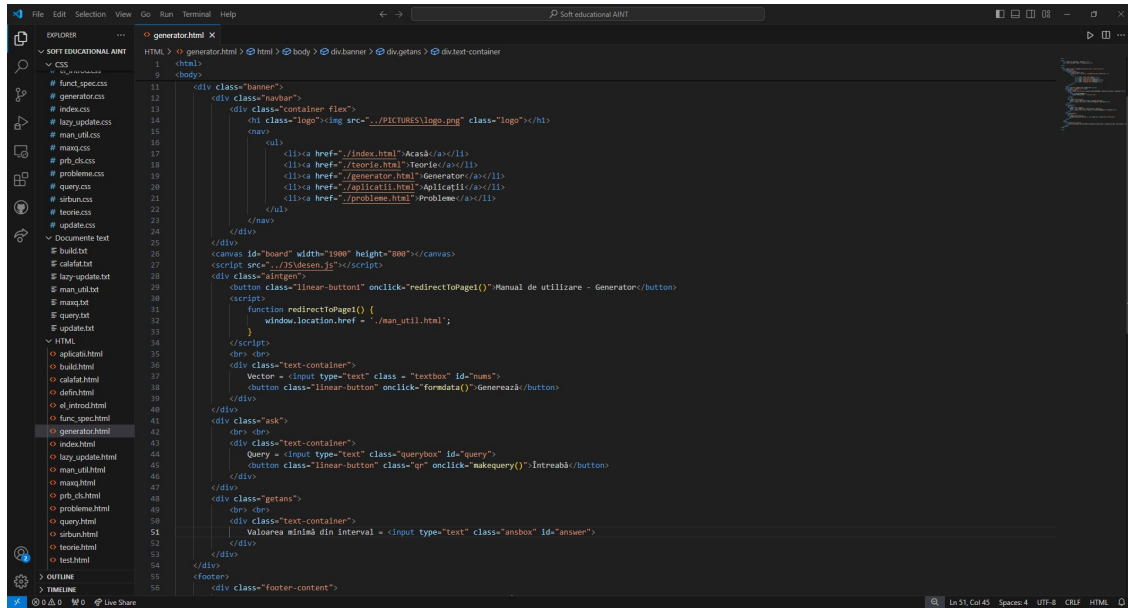 File Edit Selection View Go Run Terminal Help
Soft educational AINT
EXPLORER
generator.html
SOFT EDUCATIONAL AINT
HTML > generator.html > html > body > div.banner > div.getans > div.text-container
CSS
# el_introd.css
# funct_spec.css
# generator.css
# index.css
# lazy_update.css
# man_util.css
# maxq.css
# prb_cls.css
# probleme.css
# query.css
# sirbun.css
# teorie.css
# update.css
Documente text
build.txt
calafat.txt
lazy-update.txt
man_util.txt
maxq.txt
query.txt
update.txt
HTML
aplicatii.html
build.html
calafat.html
defin.html
el_introd.html
func_spec.html
generator.html
index.html
lazy_update.html
man_util.html
maxq.html
prb_cls.html
probleme.html
query.html
sirbun.html
teorie.html
test.html
OUTLINE
TIMELINE
1 <html>
9 <body>
11 <div class="banner">
12 <div class="navbar">
13 <div class="container flex">
14 <h1 class="logo"><img src="../PICTURES\logo.png" class="logo"></h1>
15 <nav>
16 <ul>
17 <li><a href="./index.html">Acasă</a></li>
18 <li><a href="./teorie.html">Teorie</a></li>
19 <li><a href="./generator.html">Generator</a></li>
20 <li><a href="./aplicatii.html">Aplicații</a></li>
21 <li><a href="./probleme.html">Probleme</a></li>
22 </ul>
23 </nav>
24 </div>
25 </div>
26 <canvas id="board" width="1900" height="800"></canvas>
27 <script src="../JS\desen.js"></script>
28 <div class="aintgen">
29 <button class="linear-button1" onclick="redirectToPage1()">Manual de utilizare - Generator</button>
30 <script>
31 function redirectToPage1() {
32 window.location.href = './man_util.html';
33 }
34 </script>
35 <br> <br>
36 <div class="text-container">
37 Vector = <input type="text" class = "textbox" id="nums">
38 <button class="linear-button" onclick="formdata()">Generează</button>
39 </div>
40 </div>
41 <div class="ask">
42 <br> <br>
43 <div class="text-container">
44 Query = <input type="text" class="querybox" id="query">
45 <button class="linear-button" class="qr" onclick="makequery()">Întreabă</button>
46 </div>
47 </div>
48 <div class="getans">
49 <br> <br>
50 <div class="text-container">
51 Valoarea minimă din interval = <input type="text" class="ansbox" id="answer">
52 </div>
53 </div>
54 </div>
55 <footer>
56 <div class="footer-content">
0 0 0 Live Share
Ln 51, Col 45 Spaces: 4 UTF-8 CRLF HTML